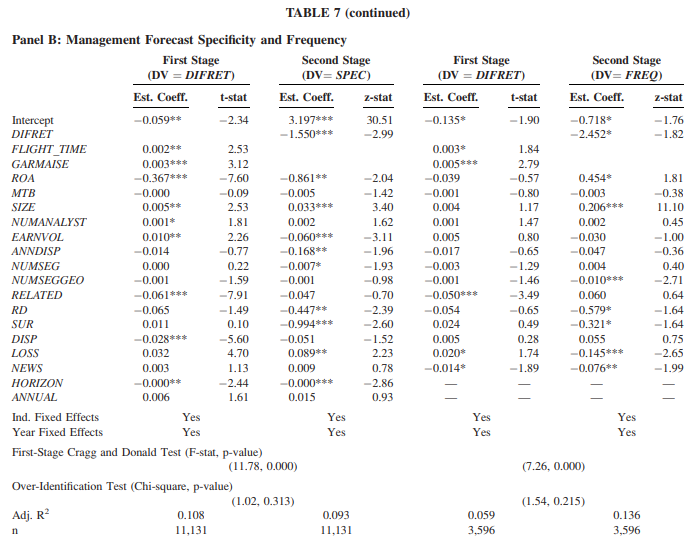 TABLE 7 (continued)
Panel B: Management Forecast Specificity and Frequency
First Stage Second Stage First Stage Second Stage
(DV = DIFRET) (DV= SPEC) (DV = DIFRET) (DV= FREQ)
Est. Coeff. t-stat Est. Coeff. z-stat Est. Coeff. t-stat Est. Coeff. z-stat
Intercept −0.059** −2.34 3.197*** 30.51 −0.135* −1.90 −0.718* −1.76
DIFRET −1.550*** −2.99 −2.452* −1.82
FLIGHT_TIME 0.002** 2.53 0.003* 1.84
GARMAISE 0.003*** 3.12 0.005*** 2.79
ROA −0.367*** −7.60 −0.861** −2.04 −0.039 −0.57 0.454* 1.81
MTB −0.000 −0.09 −0.005 −1.42 −0.001 −0.80 −0.003 −0.38
SIZE 0.005** 2.53 0.033*** 3.40 0.004 1.17 0.206*** 11.10
NUMANALYST 0.001* 1.81 0.002 1.62 0.001 1.47 0.002 0.45
EARNVOL 0.010** 2.26 −0.060*** −3.11 0.005 0.80 −0.030 −1.00
ANNDISP −0.014 −0.77 −0.168** −1.96 −0.017 −0.65 −0.047 −0.36
NUMSEG 0.000 0.22 −0.007* −1.93 −0.003 −1.29 0.004 0.40
NUMSEGGEO −0.001 −1.59 −0.001 −0.98 −0.001 −1.46 −0.010*** −2.71
RELATED −0.061*** −7.91 −0.047 −0.70 −0.050*** −3.49 0.060 0.64
RD −0.065 −1.49 −0.447** −2.39 −0.054 −0.65 −0.579* −1.64
SUR 0.011 0.10 −0.994*** −2.60 0.024 0.49 −0.321* −1.64
DISP −0.028*** −5.60 −0.051 −1.52 0.005 0.28 0.055 0.75
LOSS 0.032 4.70 0.089** 2.23 0.020* 1.74 −0.145*** −2.65
NEWS 0.003 1.13 0.009 0.78 −0.014* −1.89 −0.076** −1.99
HORIZON −0.000** −2.44 −0.000*** −2.86 — — — —
ANNUAL 0.006 1.61 0.015 0.93 — — — —
Ind. Fixed Effects Yes Yes Yes Yes
Year Fixed Effects Yes Yes Yes Yes
First-Stage Cragg and Donald Test (F-stat, p-value)
(11.78, 0.000) (7.26, 0.000)
Over-Identification Test (Chi-square, p-value)
(1.02, 0.313) (1.54, 0.215)
Adj. R² 0.108 0.093 0.059 0.136
n 11,131 11,131 3,596 3,596